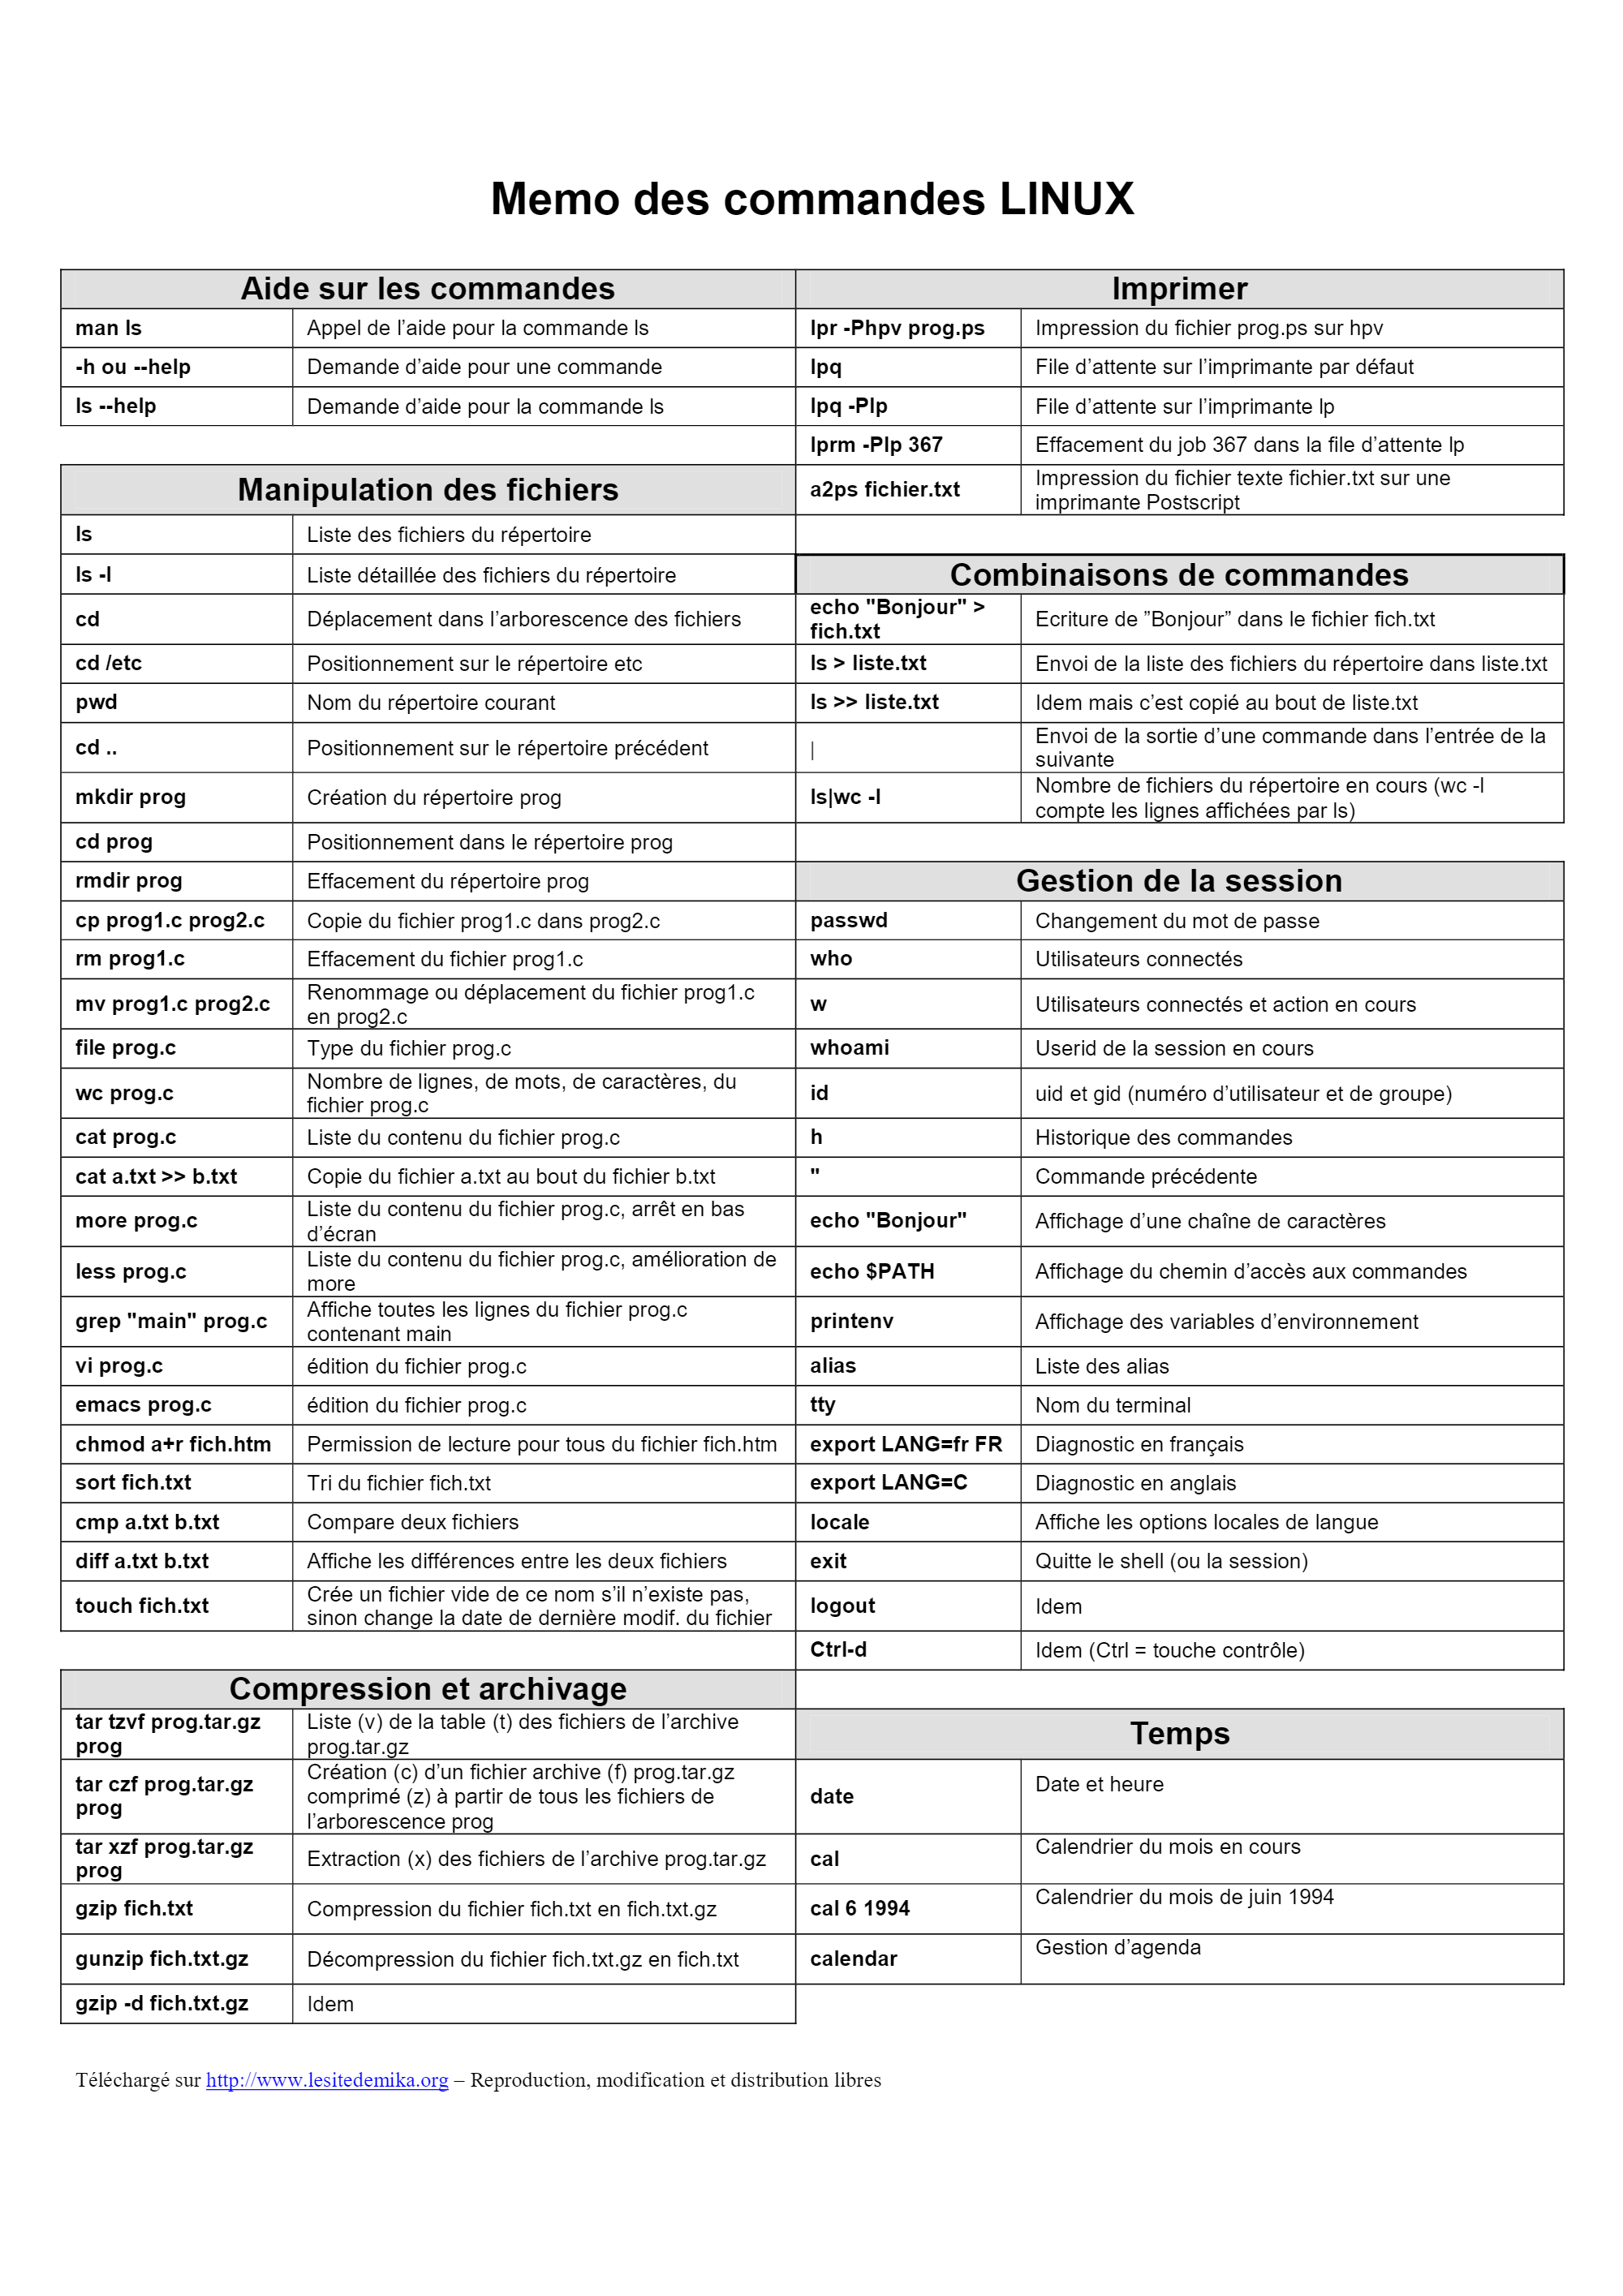 Memo des commandes LINUX
Aide sur les commandes
man ls Appel de l’aide pour la commande ls
-h ou --help Demande d’aide pour une commande
ls --help Demande d’aide pour la commande ls
Manipulation des fichiers
ls Liste des fichiers du répertoire
ls -l Liste détaillée des fichiers du répertoire
cd Déplacement dans l’arborescence des fichiers
cd /etc Positionnement sur le répertoire etc
pwd Nom du répertoire courant
cd .. Positionnement sur le répertoire précédent
mkdir prog Création du répertoire prog
cd prog Positionnement dans le répertoire prog
rmdir prog Effacement du répertoire prog
cp prog1.c prog2.c Copie du fichier prog1.c dans prog2.c
rm prog1.c Effacement du fichier prog1.c
mv prog1.c prog2.c Renommage ou déplacement du fichier prog1.c
en prog2.c
file prog.c Type du fichier prog.c
wc prog.c Nombre de lignes, de mots, de caractères, du
fichier prog.c
cat prog.c Liste du contenu du fichier prog.c
cat a.txt >> b.txt Copie du fichier a.txt au bout du fichier b.txt
more prog.c Liste du contenu du fichier prog.c, arrêt en bas
d’écran
less prog.c Liste du contenu du fichier prog.c, amélioration de
more
grep "main" prog.c Affiche toutes les lignes du fichier prog.c
contenant main
vi prog.c édition du fichier prog.c
emacs prog.c édition du fichier prog.c
chmod a+r fich.htm Permission de lecture pour tous du fichier fich.htm
sort fich.txt Tri du fichier fich.txt
cmp a.txt b.txt Compare deux fichiers
diff a.txt b.txt Affiche les différences entre les deux fichiers
touch fich.txt Crée un fichier vide de ce nom s’il n’existe pas,
sinon change la date de dernière modif. du fichier
Compression et archivage
tar tzvf prog.tar.gz Liste (v) de la table (t) des fichiers de l’archive
prog prog.tar.gz
tar czf prog.tar.gz Création (c) d’un fichier archive (f) prog.tar.gz
prog comprimé (z) à partir de tous les fichiers de
l’arborescence prog
tar xzf prog.tar.gz
prog Extraction (x) des fichiers de l’archive prog.tar.gz
gzip fich.txt Compression du fichier fich.txt en fich.txt.gz
gunzip fich.txt.gz Décompression du fichier fich.txt.gz en fich.txt
gzip -d fich.txt.gz Idem
Imprimer
lpr -Phpv prog.ps Impression du fichier prog.ps sur hpv
lpq File d’attente sur l’imprimante par défaut
lpq -Plp File d’attente sur l’imprimante lp
lprm -Plp 367 Effacement du job 367 dans la file d’attente lp
a2ps fichier.txt Impression du fichier texte fichier.txt sur une
imprimante Postscript
Combinaisons de commandes
echo "Bonjour" >
fich.txt Ecriture de ”Bonjour” dans le fichier fich.txt
ls > liste.txt Envoi de la liste des fichiers du répertoire dans liste.txt
ls >> liste.txt Idem mais c’est copié au bout de liste.txt
| Envoi de la sortie d’une commande dans l’entrée de la
suivante
ls|wc -l Nombre de fichiers du répertoire en cours (wc -l
compte les lignes affichées par ls)
Gestion de la session
passwd Changement du mot de passe
who Utilisateurs connectés
w Utilisateurs connectés et action en cours
whoami Userid de la session en cours
id uid et gid (numéro d’utilisateur et de groupe)
h Historique des commandes
" Commande précédente
echo "Bonjour" Affichage d’une chaîne de caractères
echo $PATH Affichage du chemin d’accès aux commandes
printenv Affichage des variables d’environnement
alias Liste des alias
tty Nom du terminal
export LANG=fr FR Diagnostic en français
export LANG=C Diagnostic en anglais
locale Affiche les options locales de langue
exit Quitte le shell (ou la session)
logout Idem
Ctrl-d Idem (Ctrl = touche contrôle)
Temps
date Date et heure
cal Calendrier du mois en cours
cal 6 1994 Calendrier du mois de juin 1994
calendar Gestion d’agenda
Téléchargé sur http://www.lesitedemika.org – Reproduction, modification et distribution libres